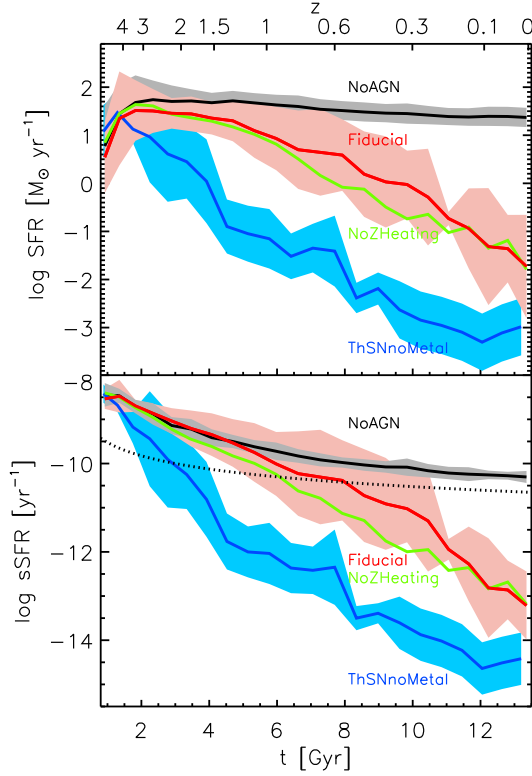 z
4 3 2 1.5 1 0.6 0.3 0.1 0
2
1
0
−1
−2
−3
log SFR [M⊙ yr⁻¹]
NoAGN
Fiducial
NoZHeating
ThSNnoMetal
−8
−10
−12
−14
log sSFR [yr⁻¹]
NoAGN
Fiducial
NoZHeating
ThSNnoMetal
2 4 6 8 10 12
t [Gyr]